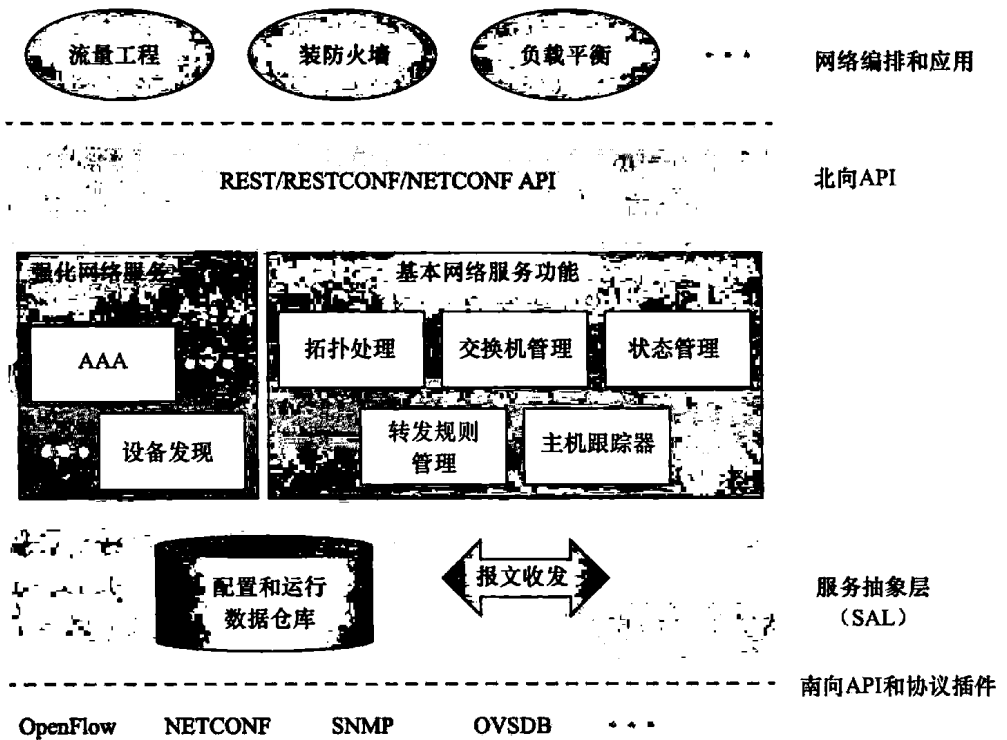 流量工程
装防火墙
负载平衡
网络编排和应用
REST/RESTCONF/NETCONF API
北向API
强化网络服务
基本网络服务功能
AAA
拓扑处理
交换机管理
状态管理
设备发现
转发规则
管理
主机跟踪器
配置和运行
数据仓库
报文收发
服务抽象层
（SAL）
南向API和协议插件
OpenFlow
NETCONF
SNMP
OVSDB